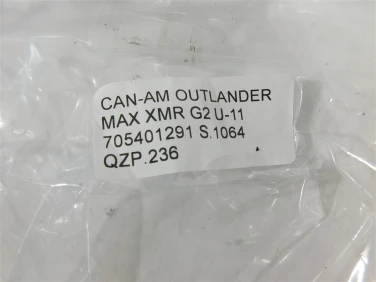 CAN-AM OUTLANDER
MAX XMR G2 U-11
705401291 S.1064
QZP.236